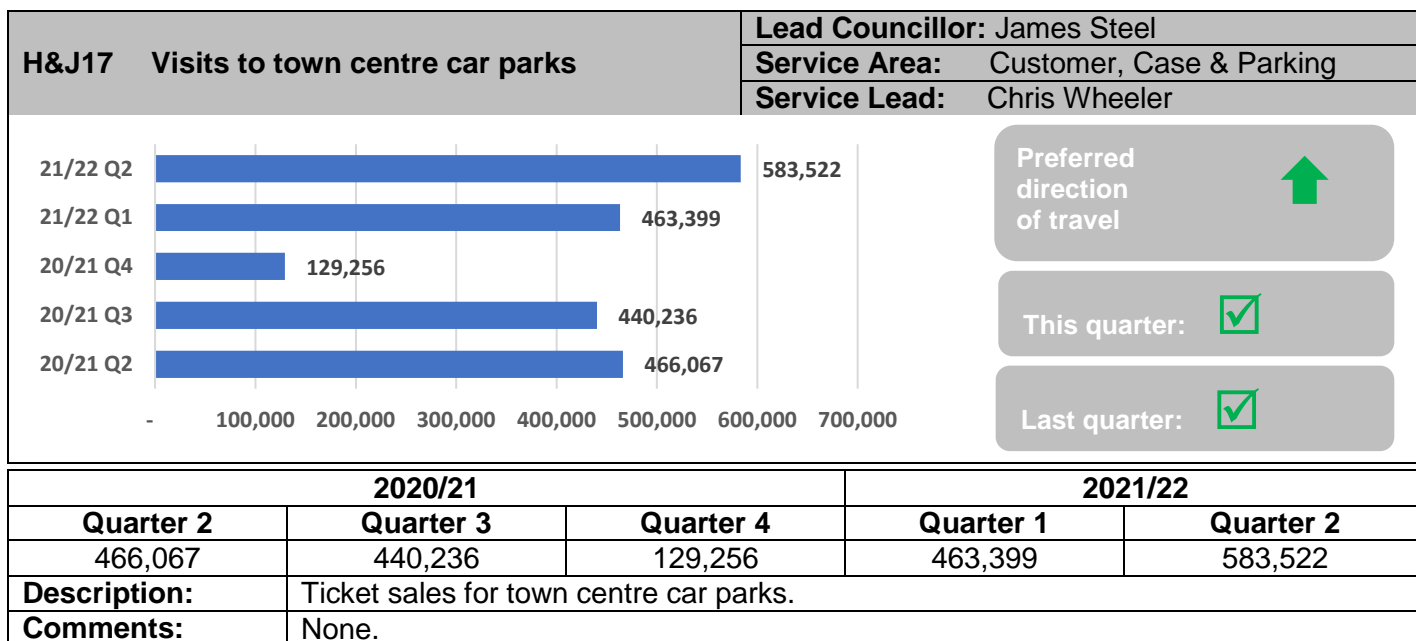 H&J17 Visits to town centre car parks
Lead Councillor: James Steel
Service Area: Customer, Case & Parking
Service Lead: Chris Wheeler
21/22 Q2 583,522
21/22 Q1 463,399
20/21 Q4 129,256
20/21 Q3 440,236
20/21 Q2 466,067
- 100,000 200,000 300,000 400,000 500,000 600,000 700,000
Preferred
direction
of travel
This quarter:
Last quarter:
2020/21 2021/22
Quarter 2 Quarter 3 Quarter 4 Quarter 1 Quarter 2
466,067 440,236 129,256 463,399 583,522
Description: Ticket sales for town centre car parks.
Comments: None.